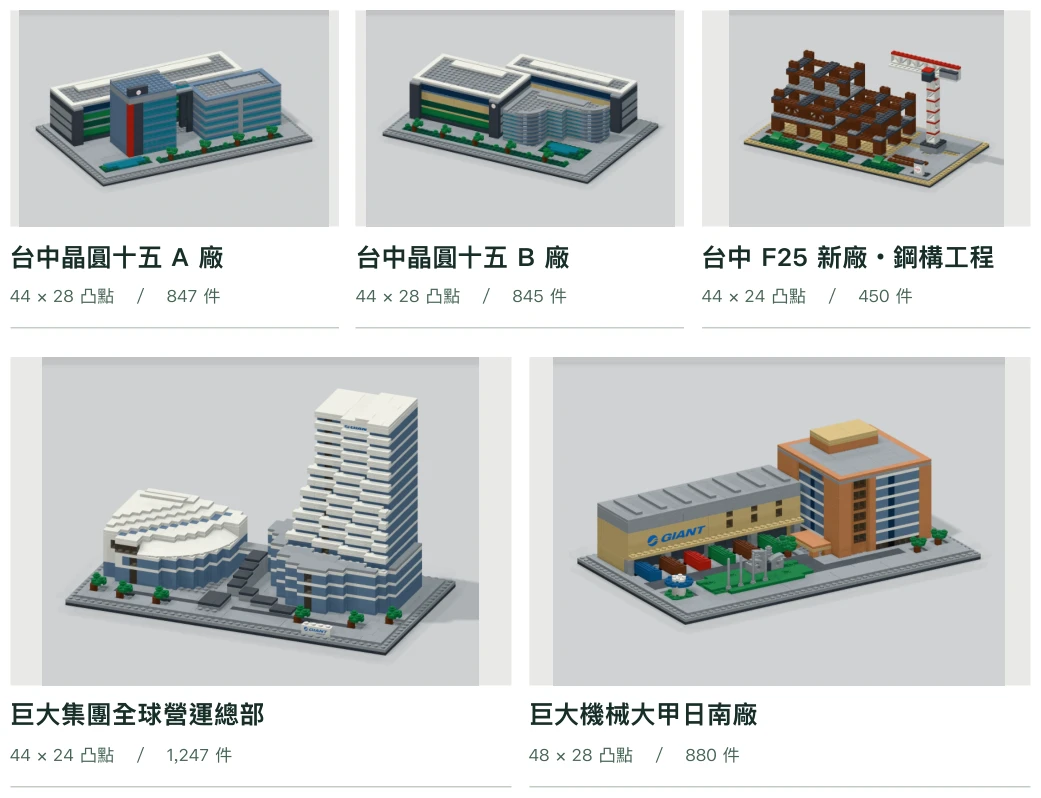 台中晶圓十五 A 廠
44 × 28 凸點 / 847 件
台中晶圓十五 B 廠
44 × 28 凸點 / 845 件
台中 F25 新廠・鋼構工程
44 × 24 凸點 / 450 件
GIANT
GIANT
巨大集團全球營運總部
44 × 24 凸點 / 1,247 件
GIANT
巨大機械大甲日南廠
48 × 28 凸點 / 880 件